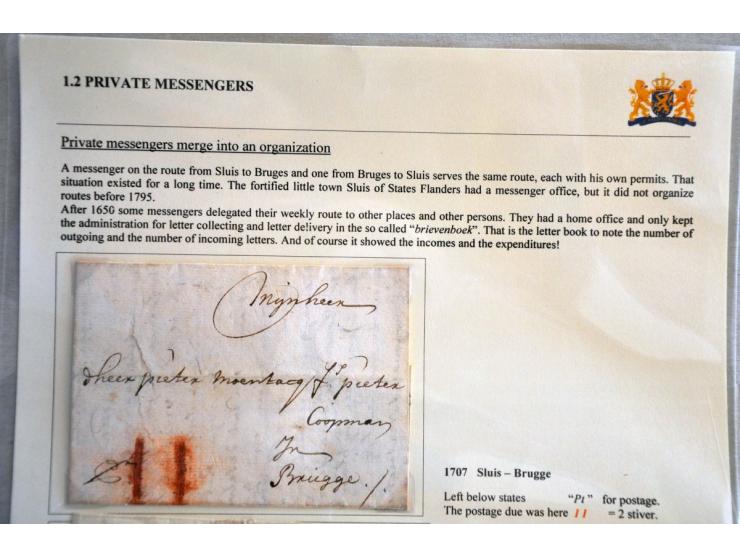 1.2 PRIVATE MESSENGERS
Private messengers merge into an organization
A messenger on the route from Sluis to Bruges and one from Bruges to Sluis serves the same route, each with his own permits. That
situation existed for a long time. The fortified little town Sluis of States Flanders had a messenger office, but it did not organize
routes before 1795.
After 1650 some messengers delegated their weekly route to other places and other persons. They had a home office and only kept
the administration for letter collecting and letter delivery in the so called “brievenboek”. That is the letter book to note the number of
outgoing and the number of incoming letters. And of course it showed the incomes and the expenditures!
Mijnheer
dheer pieter moentacq fs pieter
Coopman
In
Brugge
1707 Sluis – Brugge
Left below states "Pt" for postage.
The postage due was here 11 = 2 stiver.